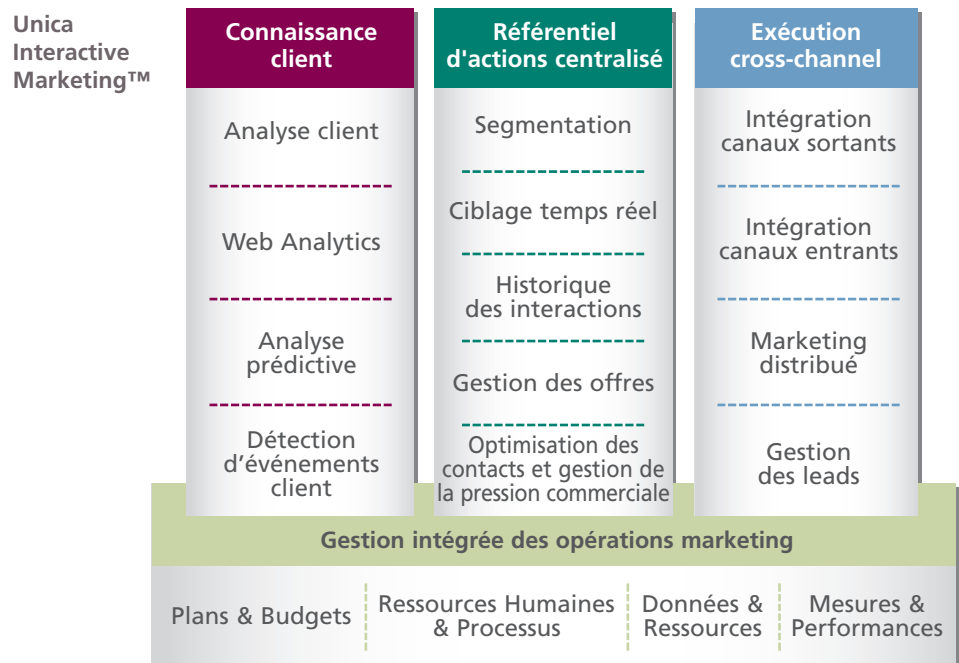 Unica
Interactive
Marketing™
Connaissance
client
Analyse client
Web Analytics
Analyse
prédictive
Détection
d’événements
client
Référentiel
d'actions centralisé
Segmentation
Ciblage temps réel
Historique
des interactions
Gestion des offres
Optimisation des
contacts et gestion de
la pression commerciale
Exécution
cross-channel
Intégration
canaux sortants
Intégration
canaux entrants
Marketing
distribué
Gestion
des leads
Gestion intégrée des opérations marketing
Plans & Budgets
Ressources Humaines
& Processus
Données &
Ressources
Mesures &
Performances